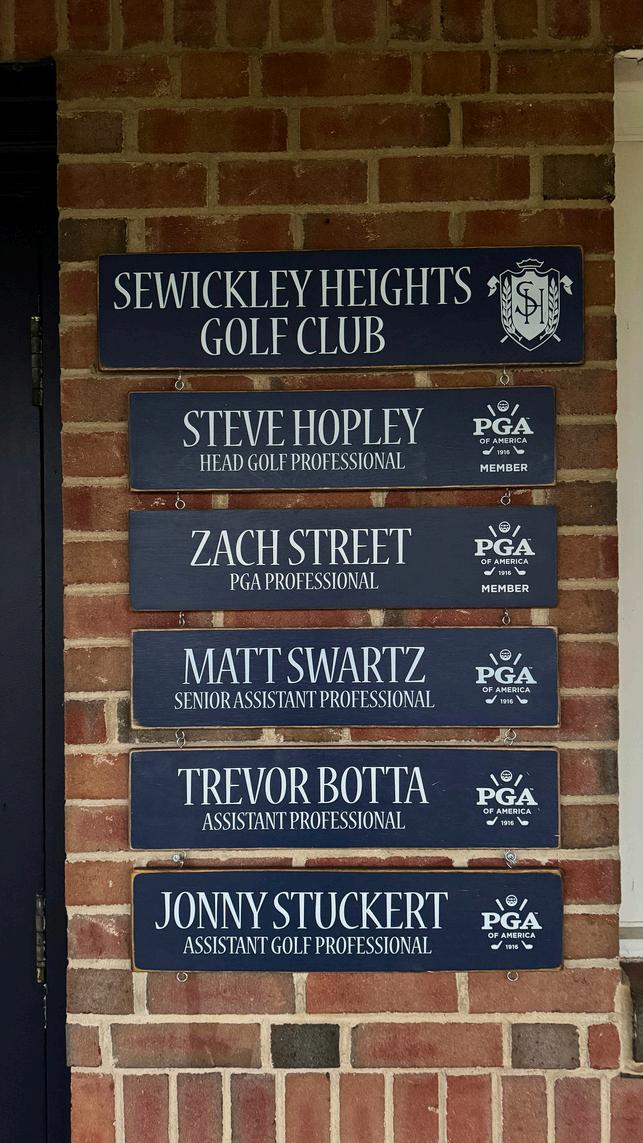 SEWICKLEY HEIGHTS
GOLF CLUB
SH
STEVE HOPLEY
HEAD GOLF PROFESSIONAL
PGA
OF AMERICA
1916
MEMBER
ZACH STREET
PGA PROFESSIONAL
PGA
OF AMERICA
1916
MEMBER
MATT SWARTZ
SENIOR ASSISTANT PROFESSIONAL
PGA
OF AMERICA
1916
TREVOR BOTTA
ASSISTANT PROFESSIONAL
PGA
OF AMERICA
1916
JONNY STUCKERT
ASSISTANT GOLF PROFESSIONAL
PGA
OF AMERICA
1916